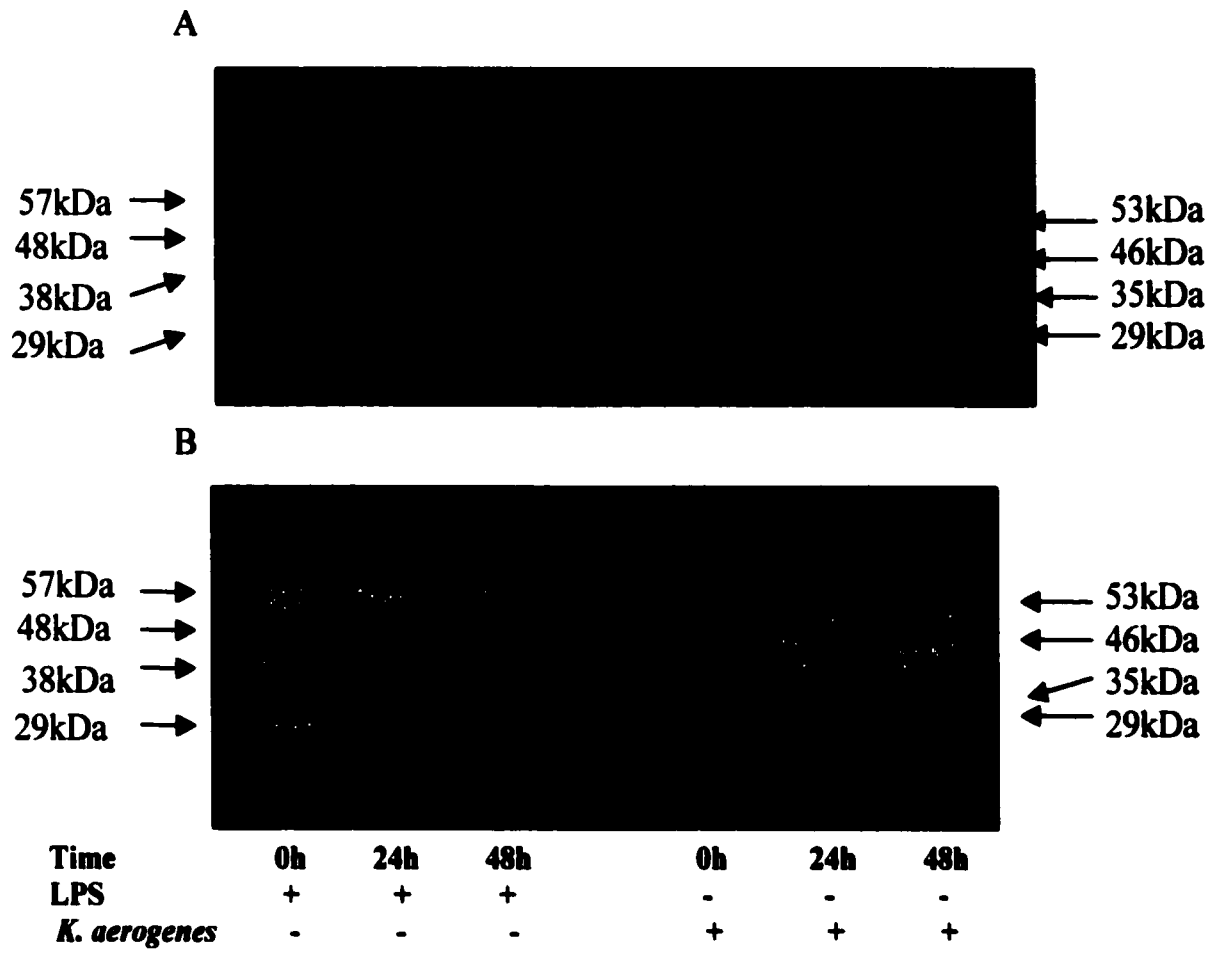 A
57kDa
48kDa
38kDa
29kDa
53kDa
46kDa
35kDa
29kDa
B
57kDa
48kDa
38kDa
29kDa
53kDa
46kDa
35kDa
29kDa
Time 0h 24h 48h 0h 24h 48h
LPS + + + - - -
K. aerogenes - - - + + +